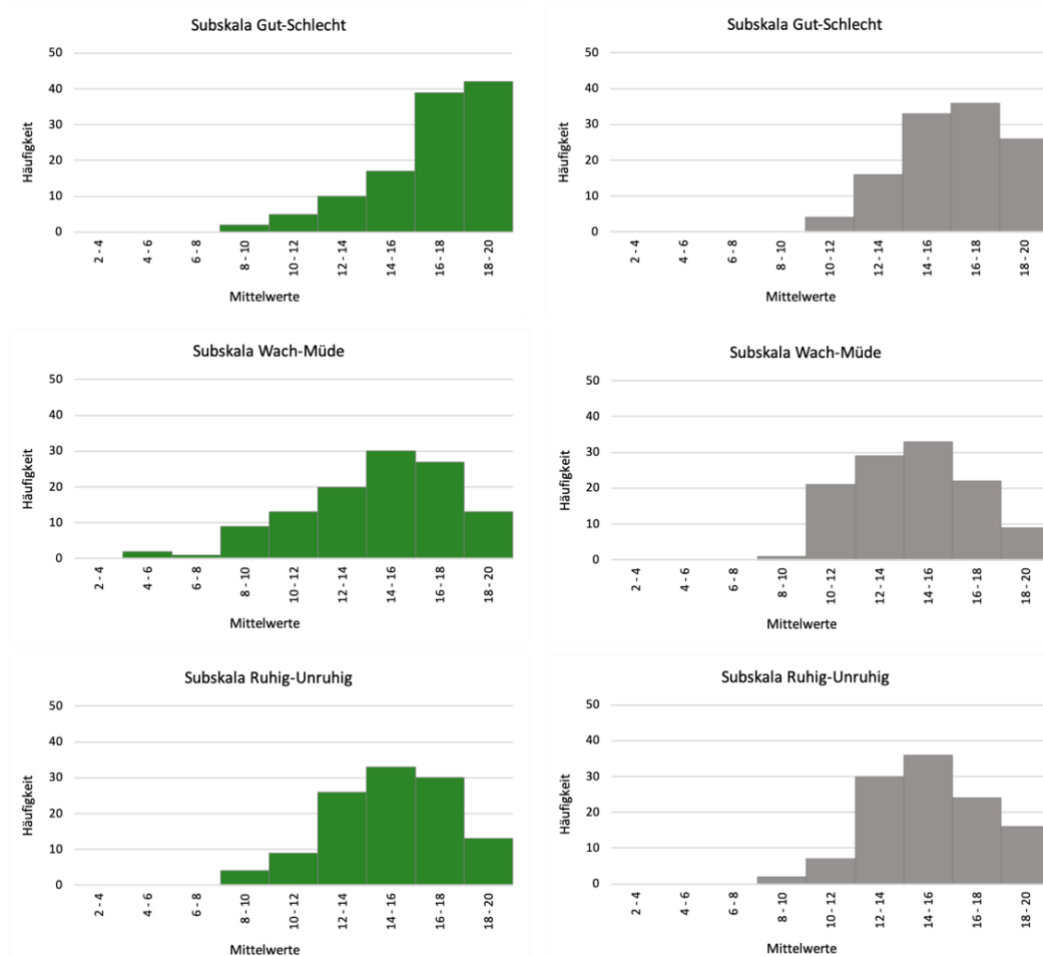 Subskala Gut-Schlecht
50
40
30
20
10
0
Häufigkeit
2 - 4
4 - 6
6 - 8
8 - 10
10 - 12
12 - 14
14 - 16
16 - 18
18 - 20
Mittelwerte
Subskala Gut-Schlecht
50
40
30
20
10
0
Häufigkeit
2 - 4
4 - 6
6 - 8
8 - 10
10 - 12
12 - 14
14 - 16
16 - 18
18 - 20
Mittelwerte
Subskala Wach-Müde
50
40
30
20
10
0
Häufigkeit
2 - 4
4 - 6
6 - 8
8 - 10
10 - 12
12 - 14
14 - 16
16 - 18
18 - 20
Mittelwerte
Subskala Wach-Müde
50
40
30
20
10
0
Häufigkeit
2 - 4
4 - 6
6 - 8
8 - 10
10 - 12
12 - 14
14 - 16
16 - 18
18 - 20
Mittelwerte
Subskala Ruhig-Unruhig
50
40
30
20
10
0
Häufigkeit
2 - 4
4 - 6
6 - 8
8 - 10
10 - 12
12 - 14
14 - 16
16 - 18
18 - 20
Mittelwerte
Subskala Ruhig-Unruhig
50
40
30
20
10
0
Häufigkeit
2 - 4
4 - 6
6 - 8
8 - 10
10 - 12
12 - 14
14 - 16
16 - 18
18 - 20
Mittelwerte